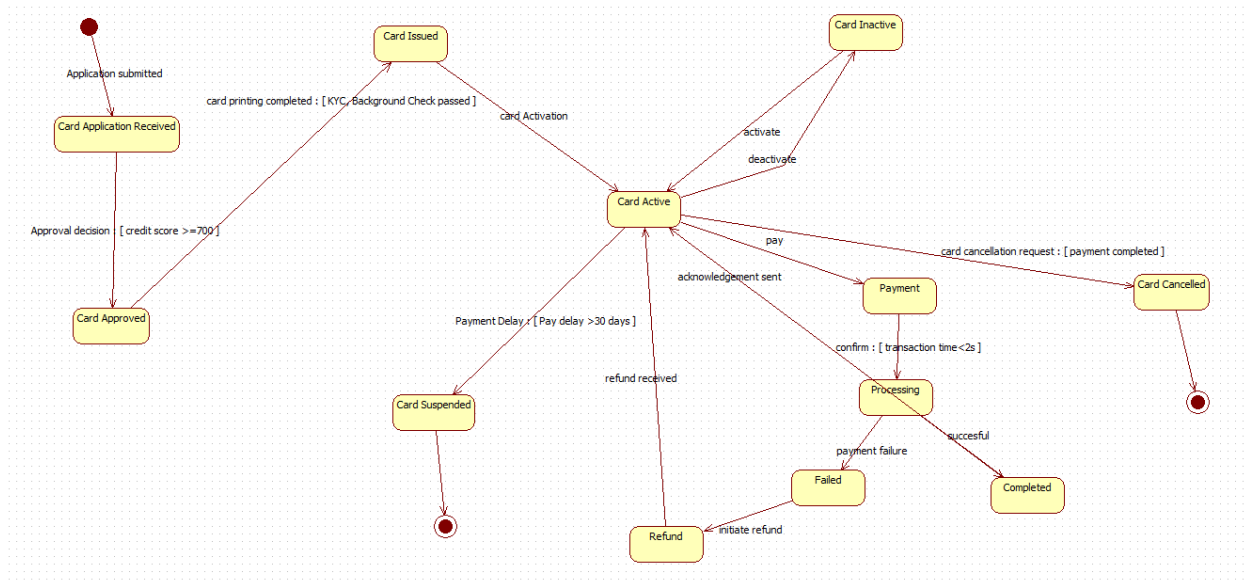 Card Inactive
Card Issued
Application submitted
card printing completed : [ KYC, Background Check passed ]
card Activation
Card Application Received
activate
deactivate
Card Active
Approval decision : [ credit score >=700 ]
pay
card cancellation request : [ payment completed ]
acknowledgement sent
Payment
Card Cancelled
Card Approved
Payment Delay : [ Pay delay >30 days ]
confirm : [ transaction time<2s ]
refund received
Processing
Card Suspended
succesful
payment failure
Failed
Completed
initiate refund
Refund